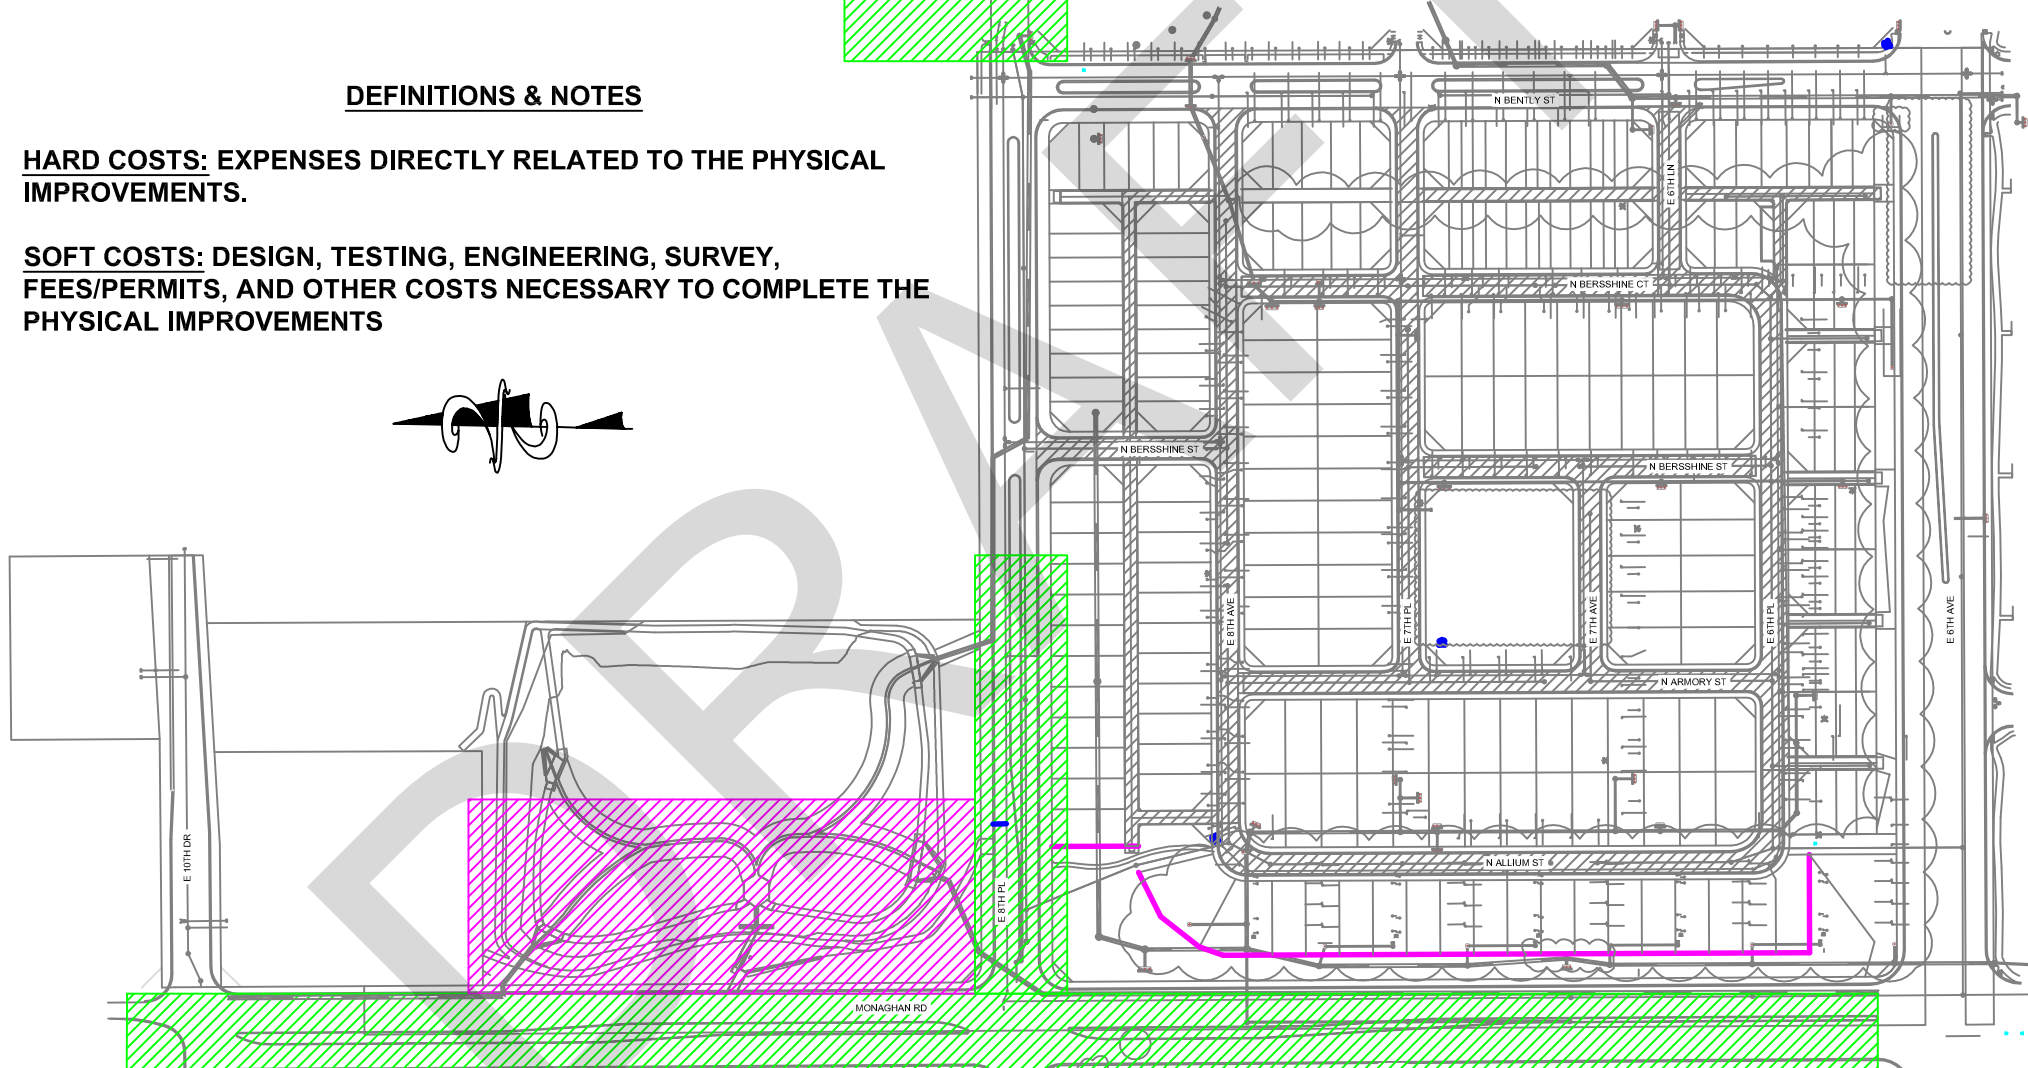 DEFINITIONS & NOTES
HARD COSTS: EXPENSES DIRECTLY RELATED TO THE PHYSICAL
IMPROVEMENTS.
SOFT COSTS: DESIGN, TESTING, ENGINEERING, SURVEY,
FEES/PERMITS, AND OTHER COSTS NECESSARY TO COMPLETE THE
PHYSICAL IMPROVEMENTS
DRAFT
N BENTLY ST
E 6TH LN
N BERSSHINE CT
N BERSSHINE ST
N BERSSHINE ST
E 8TH AVE
E 7TH PL
E 7TH AVE
E 6TH PL
E 6TH AVE
N ARMORY ST
E 10TH DR
E 8TH PL
N ALLIUM ST
MONAGHAN RD